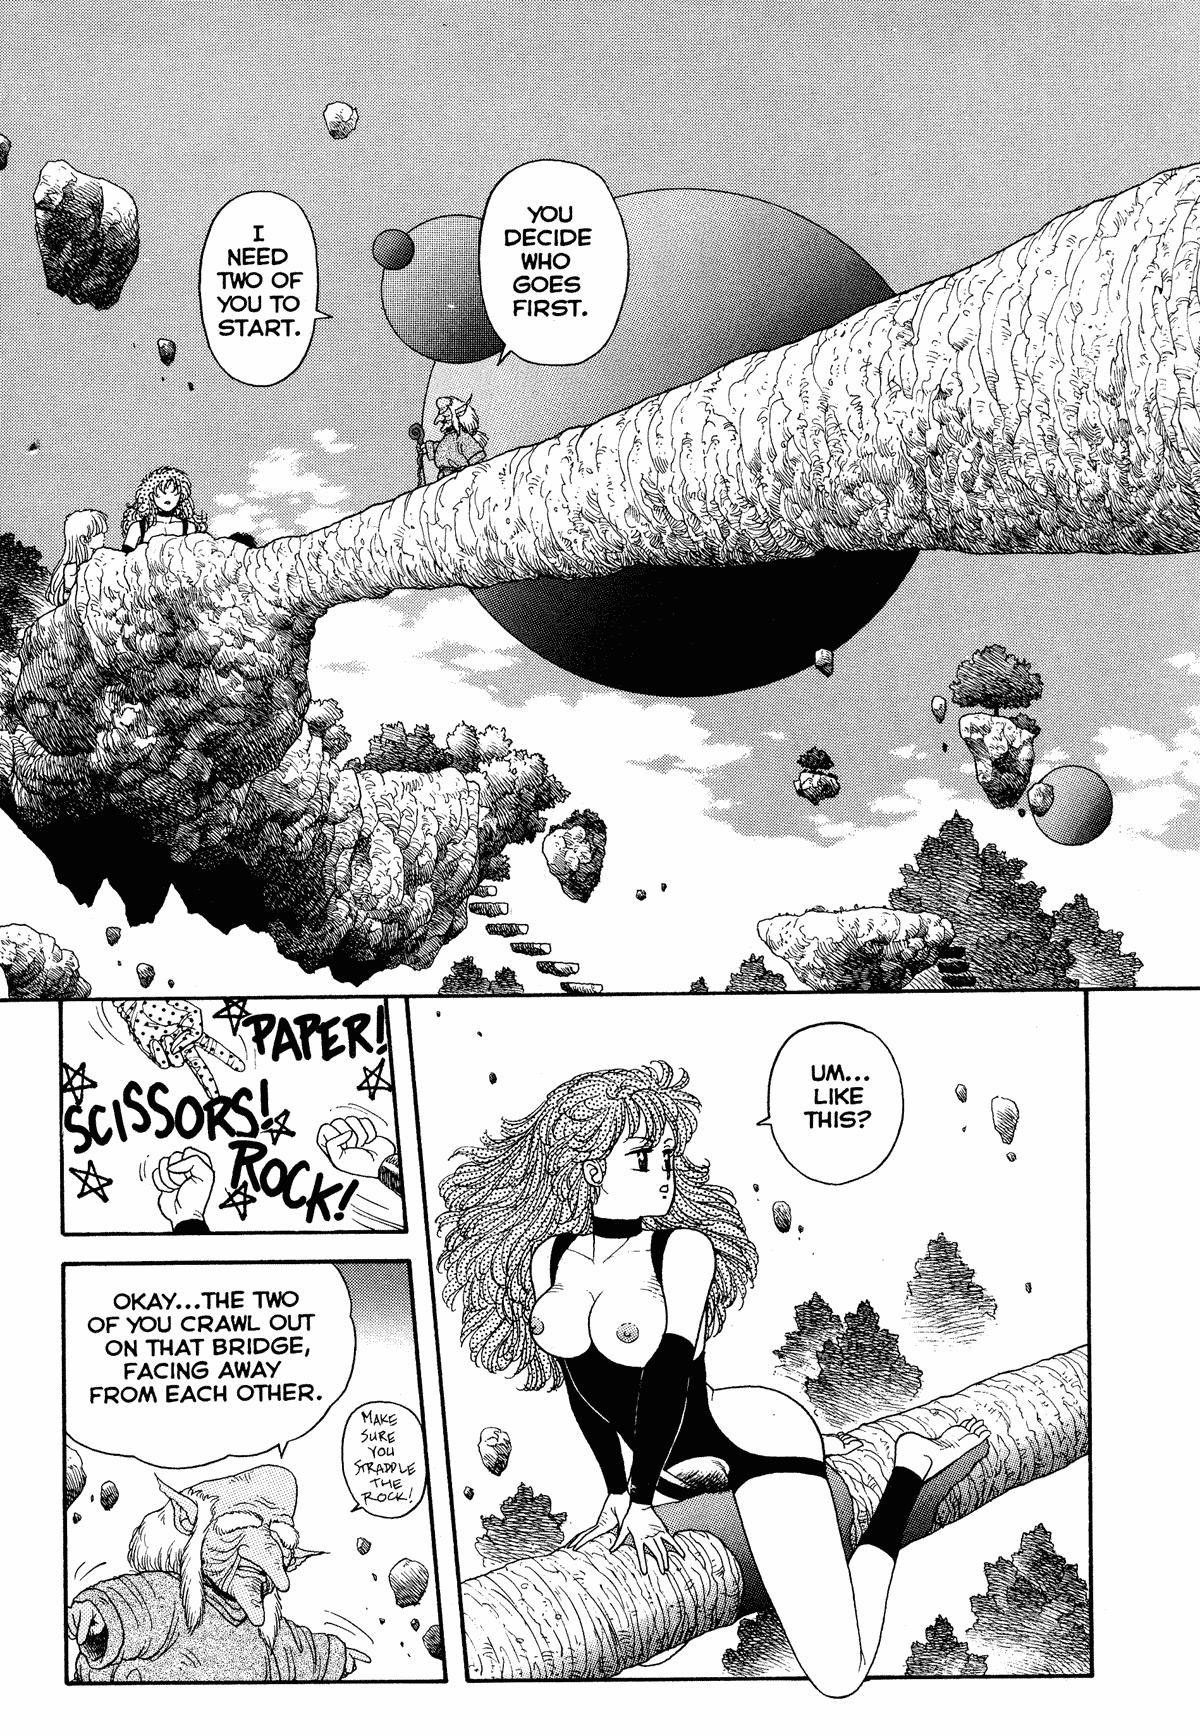 I
NEED
TWO OF
YOU TO
START.
YOU
DECIDE
WHO
GOES
FIRST.
PAPER!
SCISSORS!
ROCK!
OKAY...THE TWO
OF YOU CRAWL OUT
ON THAT BRIDGE,
FACING AWAY
FROM EACH OTHER.
MAKE
SURE
YOU
STRADDLE
THE
ROCK!
UM...
LIKE
THIS?